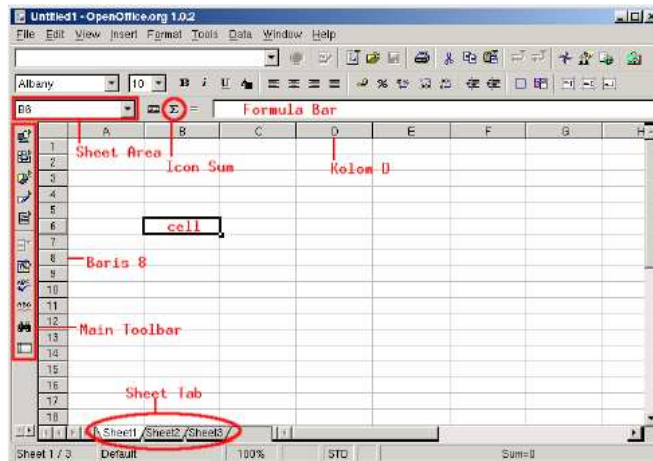 Untitled1 - OpenOffice.org 1.0.2
File Edit View Insert Format Tools Data Window Help
Albany 10 B i U A
B6 Σ = Formula Bar
A B C D E F G H
Sheet Area
Icon Sum
Kolom D
1
2
3
4
5
6 cell
7
8 Baris 8
9
10
11
12
Main Toolbar
13
14
15
16
Sheet Tab
17
18
Sheet1 Sheet2 Sheet3
Sheet 1 / 3 Default 100% STD Sum=0